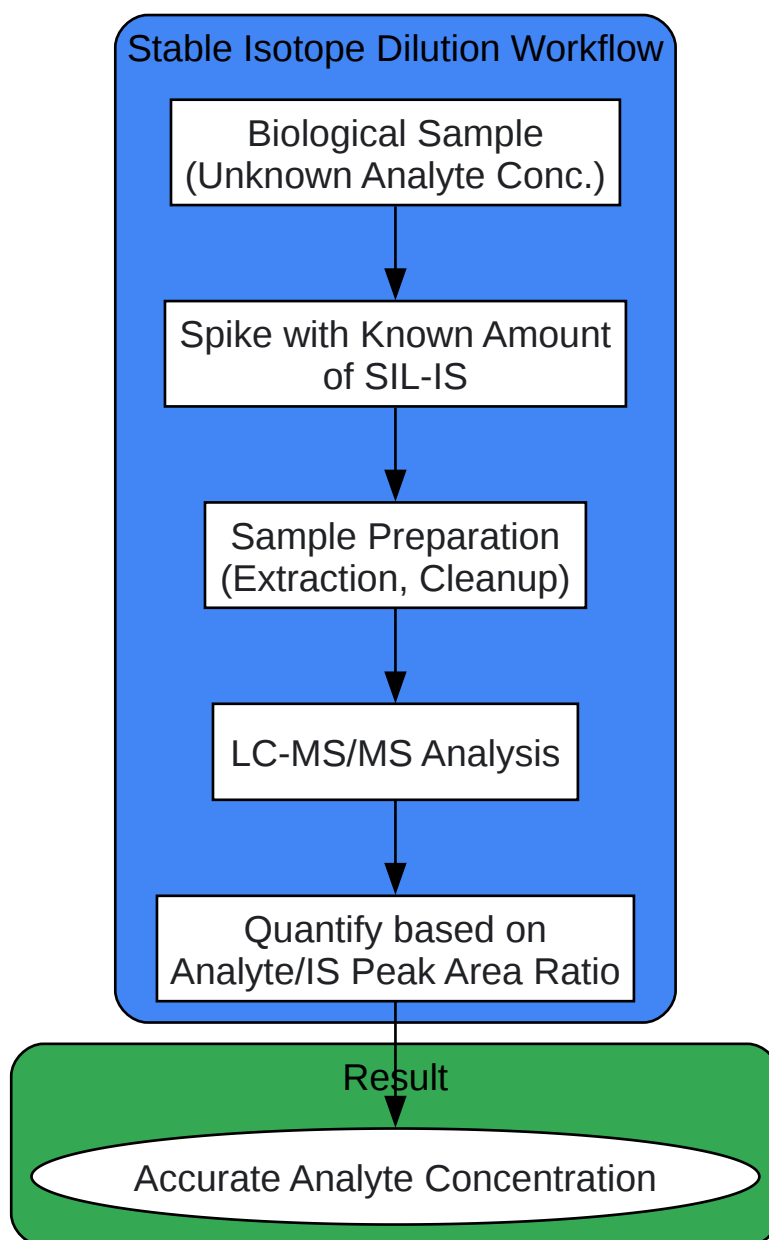 Stable Isotope Dilution Workflow
Biological Sample
(Unknown Analyte Conc.)
Spike with Known Amount
of SIL-IS
Sample Preparation
(Extraction, Cleanup)
LC-MS/MS Analysis
Quantify based on
Analyte/IS Peak Area Ratio
Result
Accurate Analyte Concentration